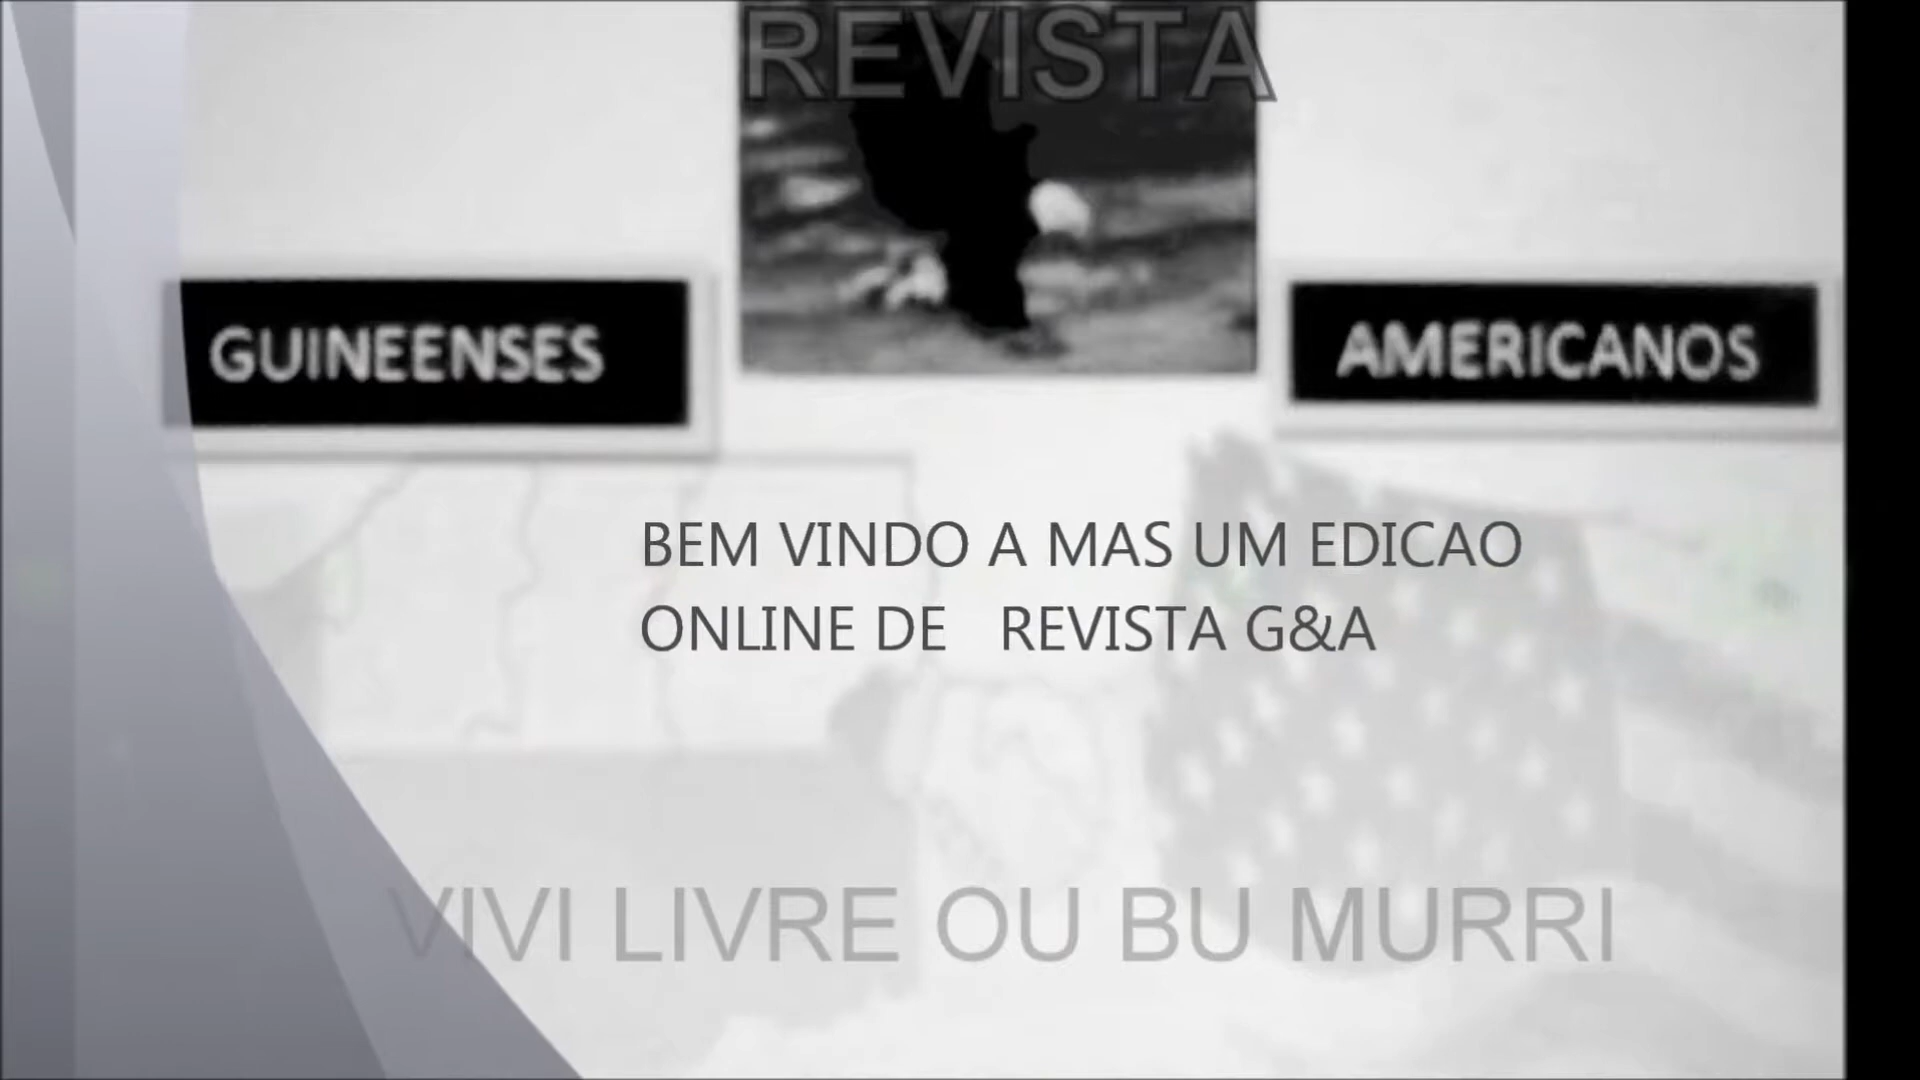 REVISTA
GUINEENSES
AMERICANOS
BEM VINDO A MAS UM EDICAO
ONLINE DE REVISTA G&A
VIVI LIVRE OU BU MURRI